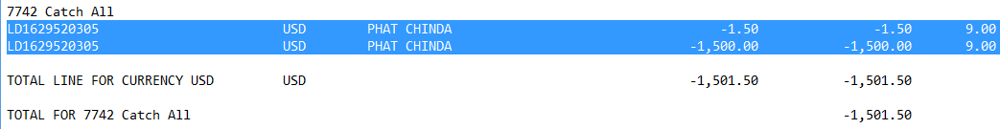 7742 Catch All
LD1629520305 USD PHAT CHINDA -1.50 -1.50 9.00
LD1629520305 USD PHAT CHINDA -1,500.00 -1,500.00 9.00
TOTAL LINE FOR CURRENCY USD USD -1,501.50 -1,501.50
TOTAL FOR 7742 Catch All -1,501.50